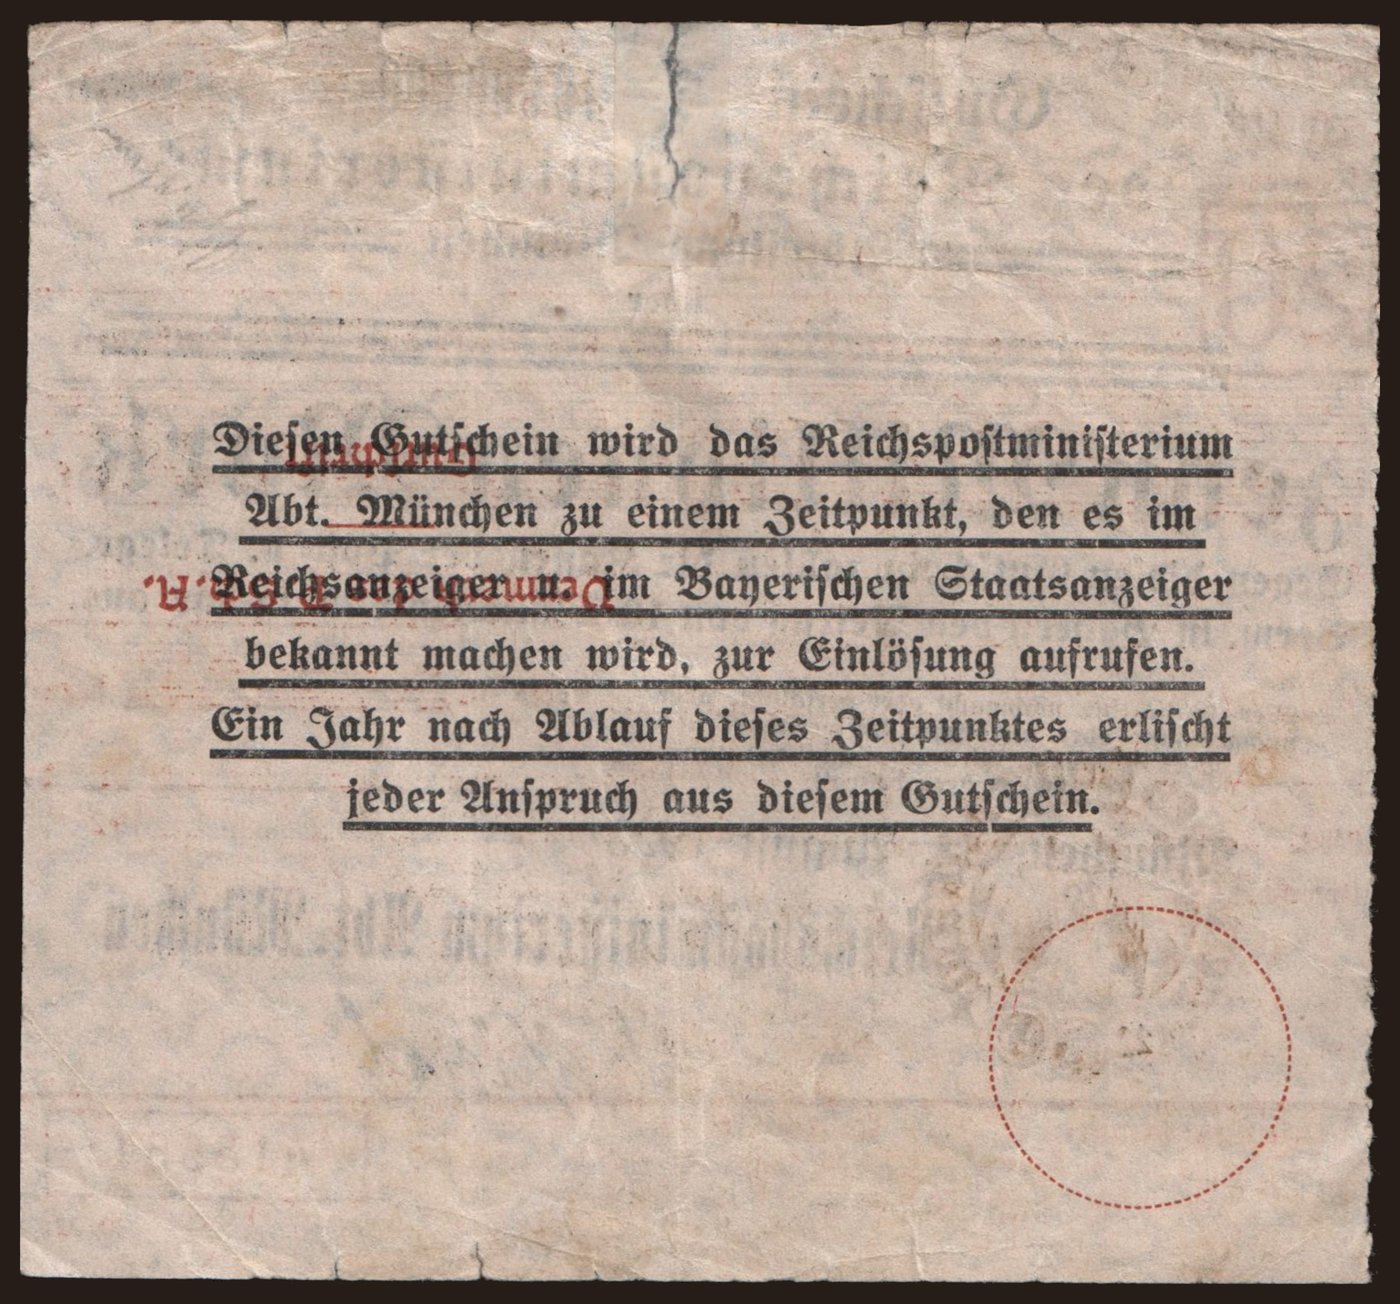 Diesen Gutschein wird das Reichspostministerium
Abt. München zu einem Zeitpunkt, den es im
Reichsanzeiger u. im Bayerischen Staatsanzeiger
bekannt machen wird, zur Einlösung aufrufen.
Ein Jahr nach Ablauf dieses Zeitpunktes erlischt
jeder Anspruch aus diesem Gutschein.